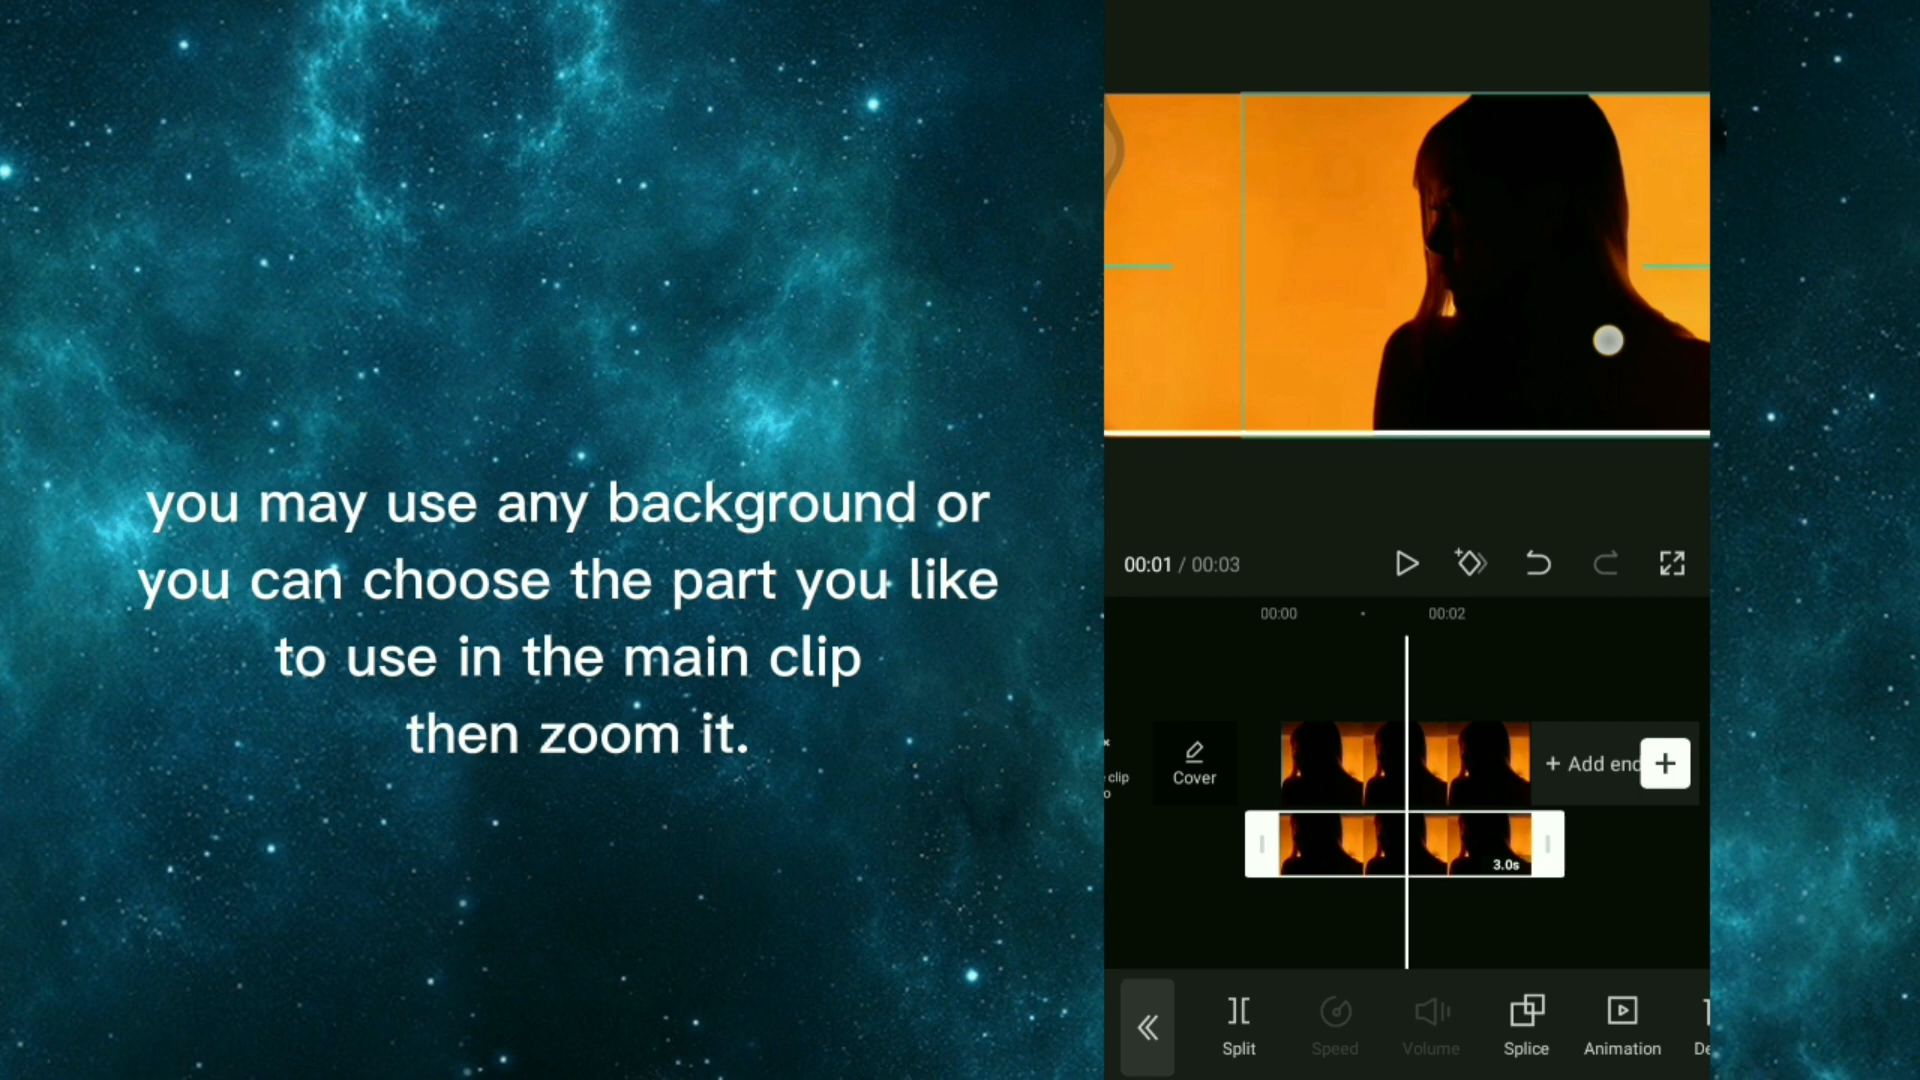 you may use any background or
you can choose the part you like
to use in the main clip
then zoom it.
00:01 / 00:03
00:00
00:02
clip
Cover
+ Add end
3.0s
Split
Speed
Volume
Splice
Animation
De